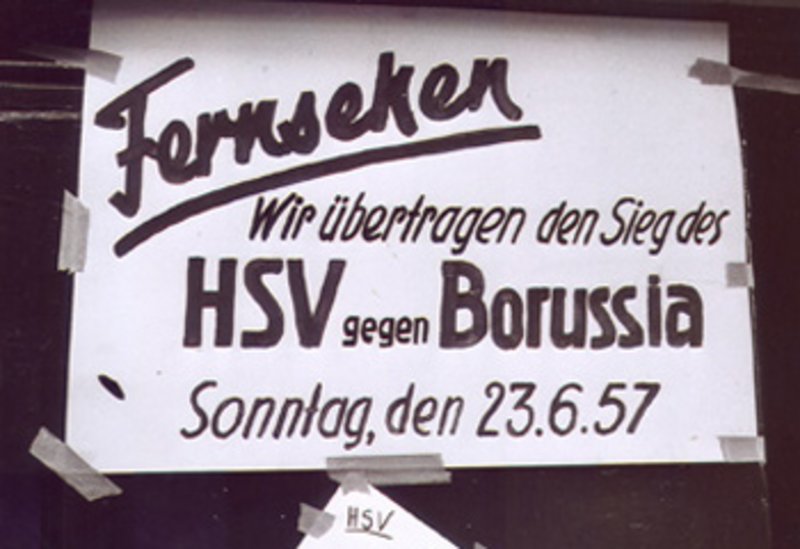 Fernsehen
Wir übertragen den Sieg des
HSV gegen Borussia
Sonntag, den 23.6.57
HSV